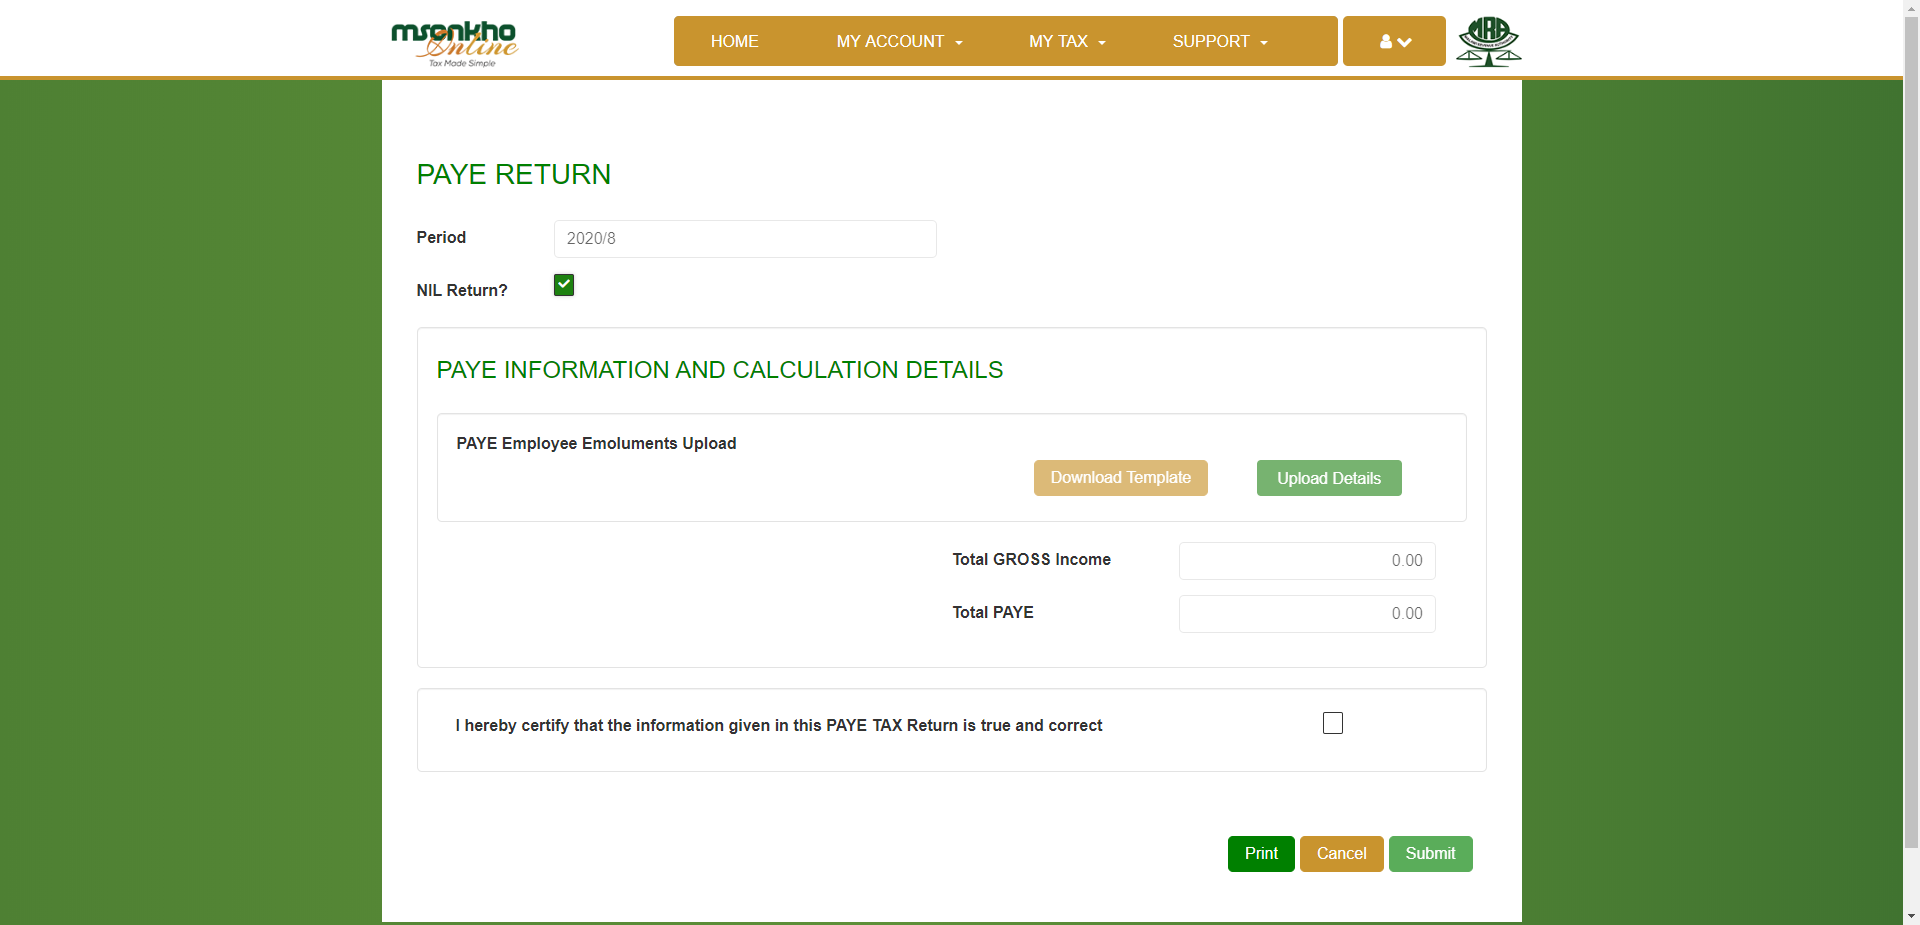 msonkho
Online
Tax Made Simple
HOME
MY ACCOUNT
MY TAX
SUPPORT
MRA
PAYE RETURN
Period
2020/8
NIL Return?
PAYE INFORMATION AND CALCULATION DETAILS
PAYE Employee Emoluments Upload
Download Template
Upload Details
Total GROSS Income
0.00
Total PAYE
0.00
I hereby certify that the information given in this PAYE TAX Return is true and correct
Print
Cancel
Submit